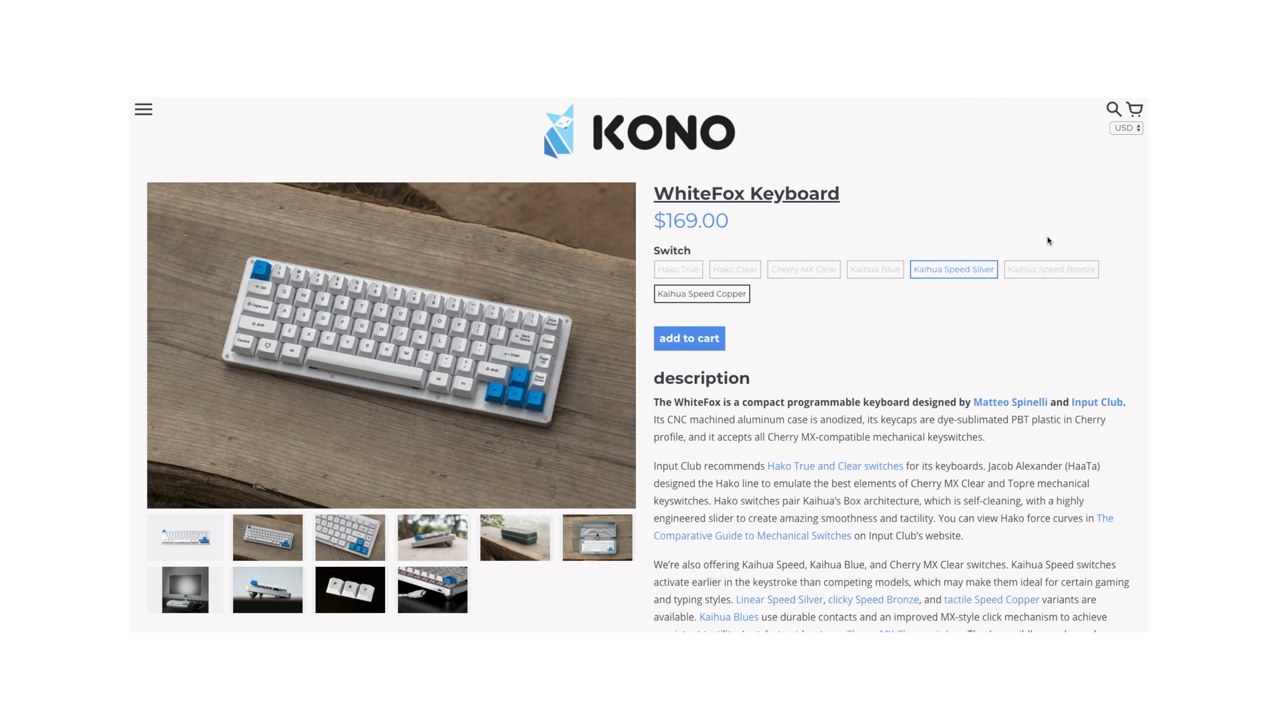 KONO
USD
WhiteFox Keyboard
$169.00
Switch
Hako True
Hako Clear
Cherry MX Clear
Kaihua Blue
Kaihua Speed Silver
Kaihua Speed Bronze
Kaihua Speed Copper
add to cart
description
The WhiteFox is a compact programmable keyboard designed by Matteo Spinelli and Input Club.
Its CNC machined aluminum case is anodized, its keycaps are dye-sublimated PBT plastic in Cherry
profile, and it accepts all Cherry MX-compatible mechanical keyswitches.
Input Club recommends Hako True and Clear switches for its keyboards. Jacob Alexander (HaaTa)
designed the Hako line to emulate the best elements of Cherry MX Clear and Topre mechanical
keyswitches. Hako switches pair Kaihua's Box architecture, which is self-cleaning, with a highly
engineered slider to create amazing smoothness and tactility. You can view Hako force curves in The
Comparative Guide to Mechanical Switches on Input Club's website.
We're also offering Kaihua Speed, Kaihua Blue, and Cherry MX Clear switches. Kaihua Speed switches
activate earlier in the keystroke than competing models, which may make them ideal for certain gaming
and typing styles. Linear Speed Silver, clicky Speed Bronze, and tactile Speed Copper variants are
available. Kaihua Blues use durable contacts and an improved MX-style click mechanism to achieve